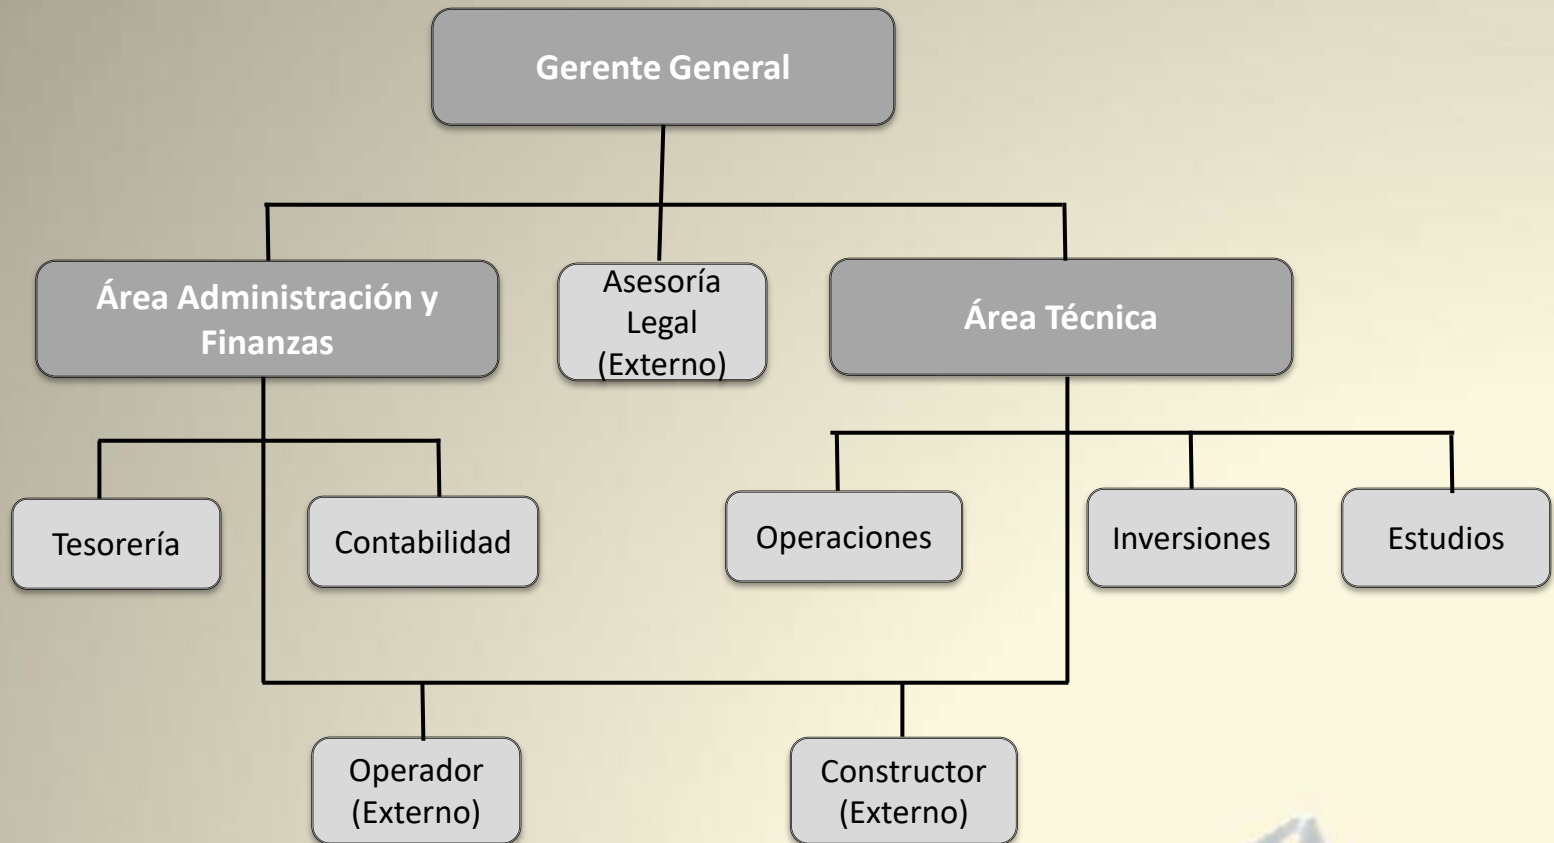 Gerente General
Área Administración y
Finanzas
Asesoría
Legal
(Externo)
Área Técnica
Tesorería
Contabilidad
Operaciones
Inversiones
Estudios
Operador
(Externo)
Constructor
(Externo)